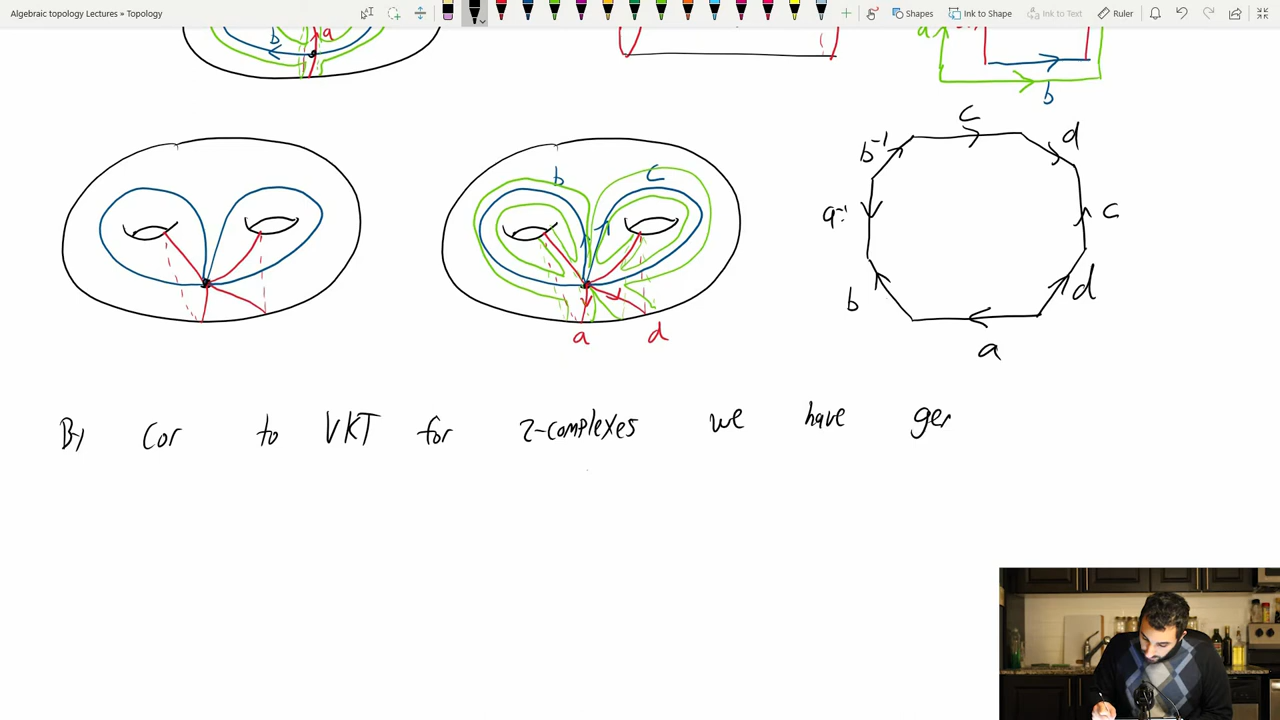 Algebraic topology Lectures » Topology
Shapes
Ink to Shape
Ink to Text
Ruler
b
a
a
b
b
c
a
d
c
d
c
d
a
b
a⁻¹
b⁻¹
By cor to VKT for 2-complexes we have ger